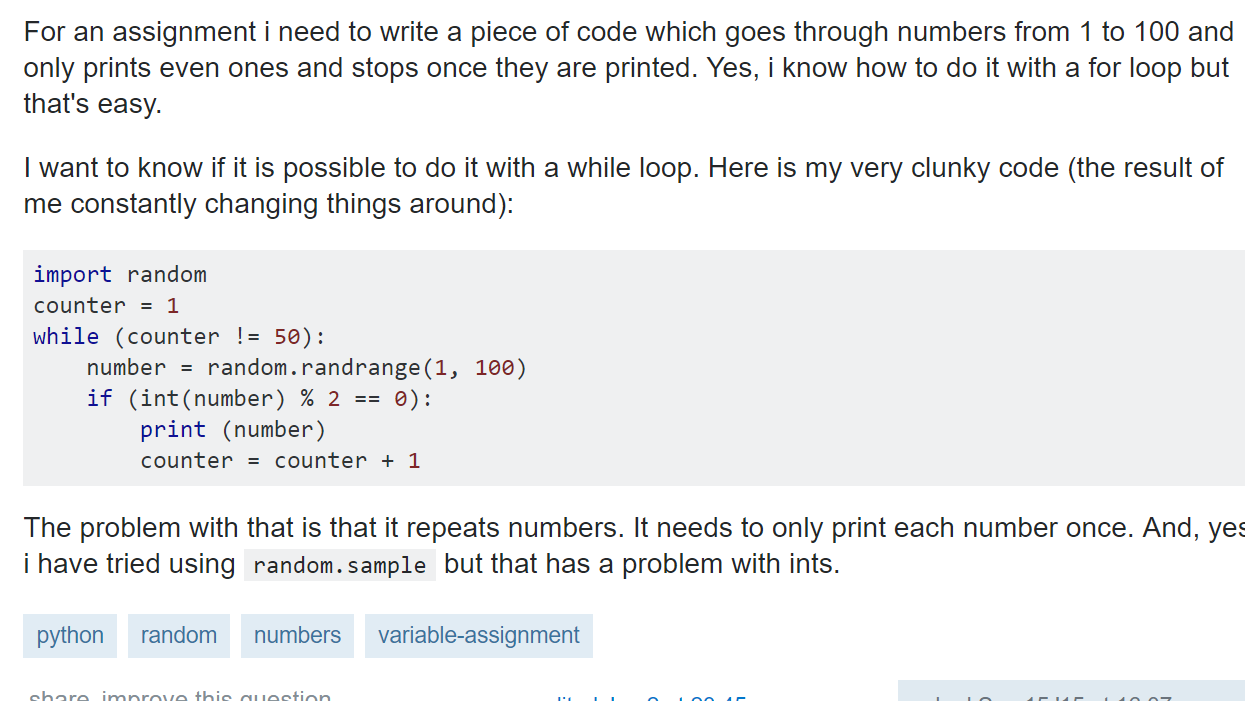 For an assignment i need to write a piece of code which goes through numbers from 1 to 100 and
only prints even ones and stops once they are printed. Yes, i know how to do it with a for loop but
that's easy.
I want to know if it is possible to do it with a while loop. Here is my very clunky code (the result of
me constantly changing things around):
import random
counter = 1
while (counter != 50):
    number = random.randrange(1, 100)
    if (int(number) % 2 == 0):
        print (number)
        counter = counter + 1
The problem with that is that it repeats numbers. It needs to only print each number once. And, yes
i have tried using random.sample but that has a problem with ints.
python random numbers variable-assignment
share improve this question